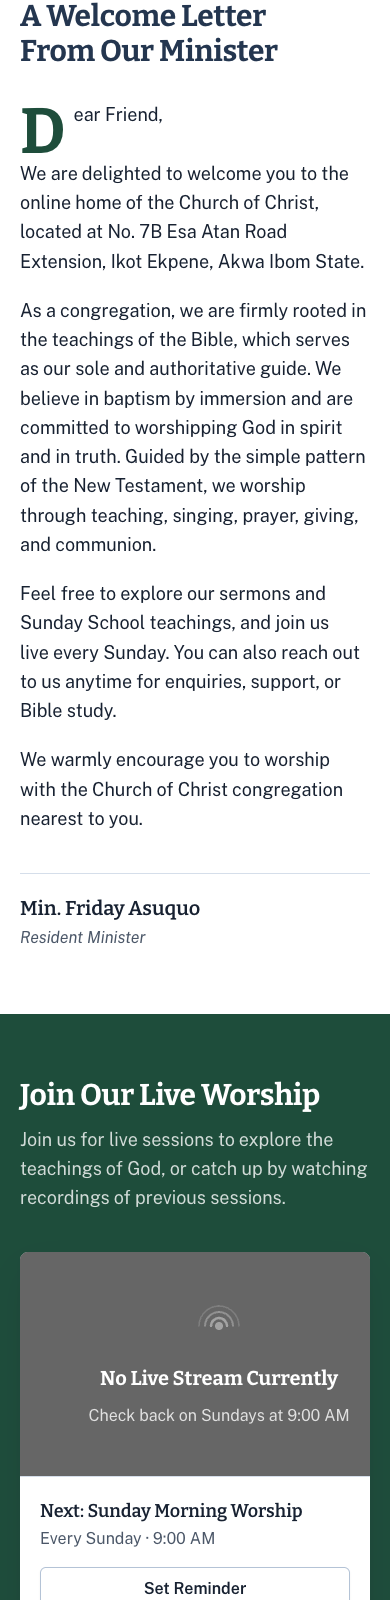 A Welcome Letter
From Our Minister
Dear Friend,
We are delighted to welcome you to the
online home of the Church of Christ,
located at No. 7B Esa Atan Road
Extension, Ikot Ekpene, Akwa Ibom State.
As a congregation, we are firmly rooted in
the teachings of the Bible, which serves
as our sole and authoritative guide. We
believe in baptism by immersion and are
committed to worshipping God in spirit
and in truth. Guided by the simple pattern
of the New Testament, we worship
through teaching, singing, prayer, giving,
and communion.
Feel free to explore our sermons and
Sunday School teachings, and join us
live every Sunday. You can also reach out
to us anytime for enquiries, support, or
Bible study.
We warmly encourage you to worship
with the Church of Christ congregation
nearest to you.
Min. Friday Asuquo
Resident Minister
Join Our Live Worship
Join us for live sessions to explore the
teachings of God, or catch up by watching
recordings of previous sessions.
No Live Stream Currently
Check back on Sundays at 9:00 AM
Next: Sunday Morning Worship
Every Sunday · 9:00 AM
Set Reminder